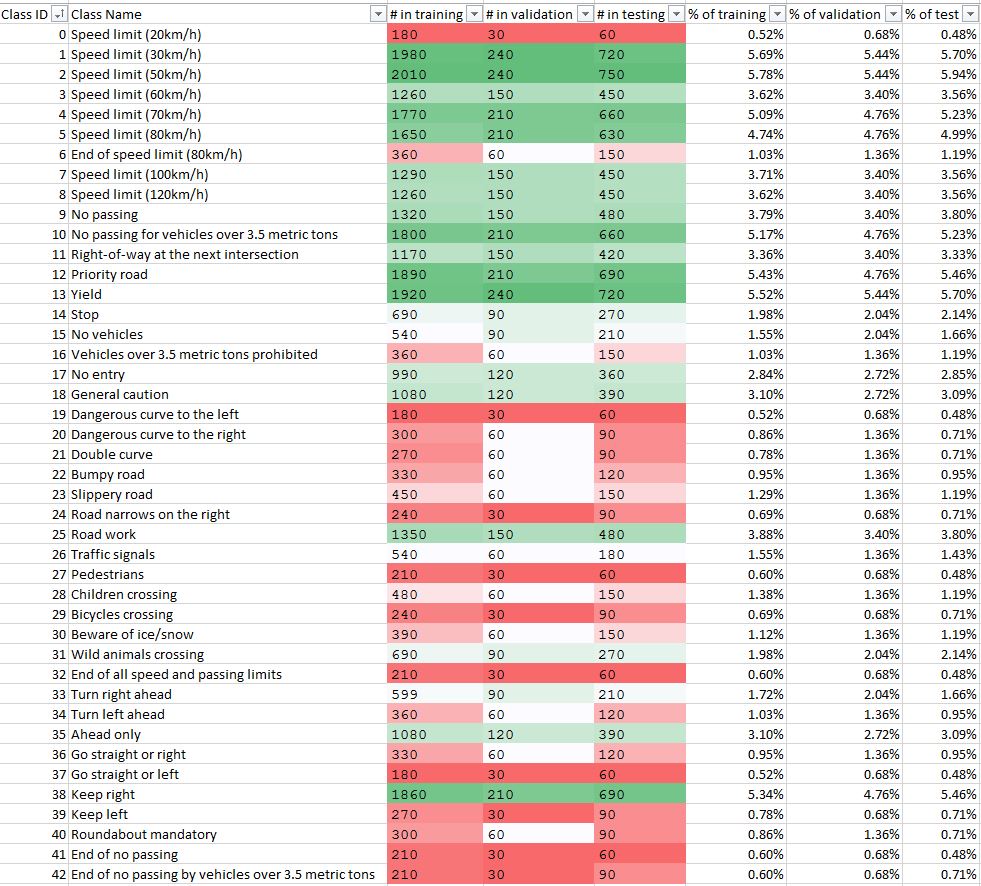 Class ID Class Name # in training # in validation # in testing % of training % of validation % of test
0 Speed limit (20km/h) 180 30 60 0.52% 0.68% 0.48%
1 Speed limit (30km/h) 1980 240 720 5.69% 5.44% 5.70%
2 Speed limit (50km/h) 2010 240 750 5.78% 5.44% 5.94%
3 Speed limit (60km/h) 1260 150 450 3.62% 3.40% 3.56%
4 Speed limit (70km/h) 1770 210 660 5.09% 4.76% 5.23%
5 Speed limit (80km/h) 1650 210 630 4.74% 4.76% 4.99%
6 End of speed limit (80km/h) 360 60 150 1.03% 1.36% 1.19%
7 Speed limit (100km/h) 1290 150 450 3.71% 3.40% 3.56%
8 Speed limit (120km/h) 1260 150 450 3.62% 3.40% 3.56%
9 No passing 1320 150 480 3.79% 3.40% 3.80%
10 No passing for vehicles over 3.5 metric tons 1800 210 660 5.17% 4.76% 5.23%
11 Right-of-way at the next intersection 1170 150 420 3.36% 3.40% 3.33%
12 Priority road 1890 210 690 5.43% 4.76% 5.46%
13 Yield 1920 240 720 5.52% 5.44% 5.70%
14 Stop 690 90 270 1.98% 2.04% 2.14%
15 No vehicles 540 90 210 1.55% 2.04% 1.66%
16 Vehicles over 3.5 metric tons prohibited 360 60 150 1.03% 1.36% 1.19%
17 No entry 990 120 360 2.84% 2.72% 2.85%
18 General caution 1080 120 390 3.10% 2.72% 3.09%
19 Dangerous curve to the left 180 30 60 0.52% 0.68% 0.48%
20 Dangerous curve to the right 300 60 90 0.86% 1.36% 0.71%
21 Double curve 270 60 90 0.78% 1.36% 0.71%
22 Bumpy road 330 60 120 0.95% 1.36% 0.95%
23 Slippery road 450 60 150 1.29% 1.36% 1.19%
24 Road narrows on the right 240 30 90 0.69% 0.68% 0.71%
25 Road work 1350 150 480 3.88% 3.40% 3.80%
26 Traffic signals 540 60 180 1.55% 1.36% 1.43%
27 Pedestrians 210 30 60 0.60% 0.68% 0.48%
28 Children crossing 480 60 150 1.38% 1.36% 1.19%
29 Bicycles crossing 240 30 90 0.69% 0.68% 0.71%
30 Beware of ice/snow 390 60 150 1.12% 1.36% 1.19%
31 Wild animals crossing 690 90 270 1.98% 2.04% 2.14%
32 End of all speed and passing limits 210 30 60 0.60% 0.68% 0.48%
33 Turn right ahead 599 90 210 1.72% 2.04% 1.66%
34 Turn left ahead 360 60 120 1.03% 1.36% 0.95%
35 Ahead only 1080 120 390 3.10% 2.72% 3.09%
36 Go straight or right 330 60 120 0.95% 1.36% 0.95%
37 Go straight or left 180 30 60 0.52% 0.68% 0.48%
38 Keep right 1860 210 690 5.34% 4.76% 5.46%
39 Keep left 270 30 90 0.78% 0.68% 0.71%
40 Roundabout mandatory 300 60 90 0.86% 1.36% 0.71%
41 End of no passing 210 30 60 0.60% 0.68% 0.48%
42 End of no passing by vehicles over 3.5 metric tons 210 30 90 0.60% 0.68% 0.71%